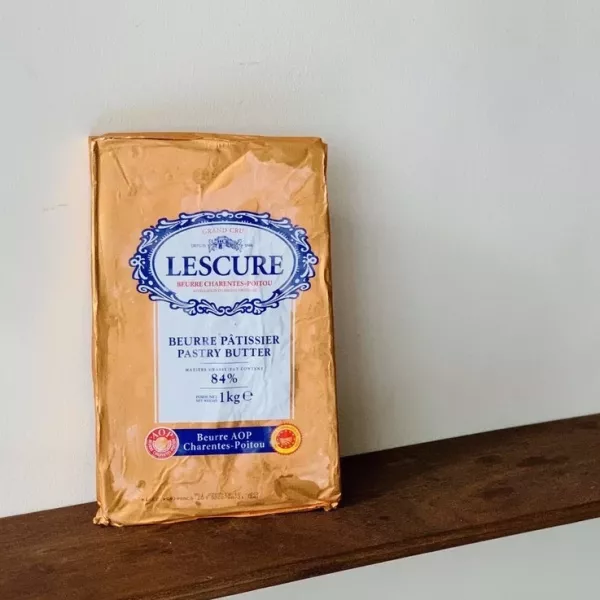 GRAND CRU
LESCURE
BEURRE CHARENTES-POITOU
BEURRE PÂTISSIER
PASTRY BUTTER
84%
1kg e
AOP
Beurre AOP
Charentes-Poitou